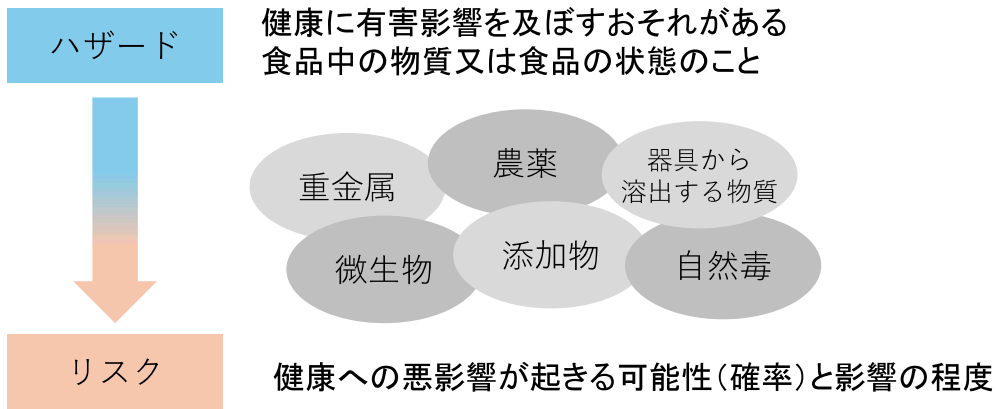 ハザード
健康に有害影響を及ぼすおそれがある
食品中の物質又は食品の状態のこと
重金属
農薬
器具から
溶出する物質
微生物
添加物
自然毒
リスク
健康への悪影響が起きる可能性（確率）と影響の程度